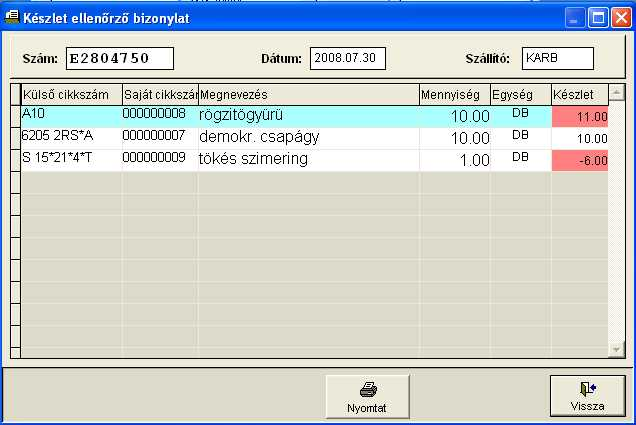 Készlet ellenőrző bizonylat
Szám: E2804750 Dátum: 2008.07.30 Szállító: KARB
Külső cikkszám Saját cikkszám Megnevezés Mennyiség Egység Készlet
A10 000000008 rögzitögyürü 10.00 DB 11.00
6205 2RS*A 000000007 demokr. csapágy 10.00 DB 10.00
S 15*21*4*T 000000009 tökés szimering 1.00 DB -6.00
Nyomtat Vissza